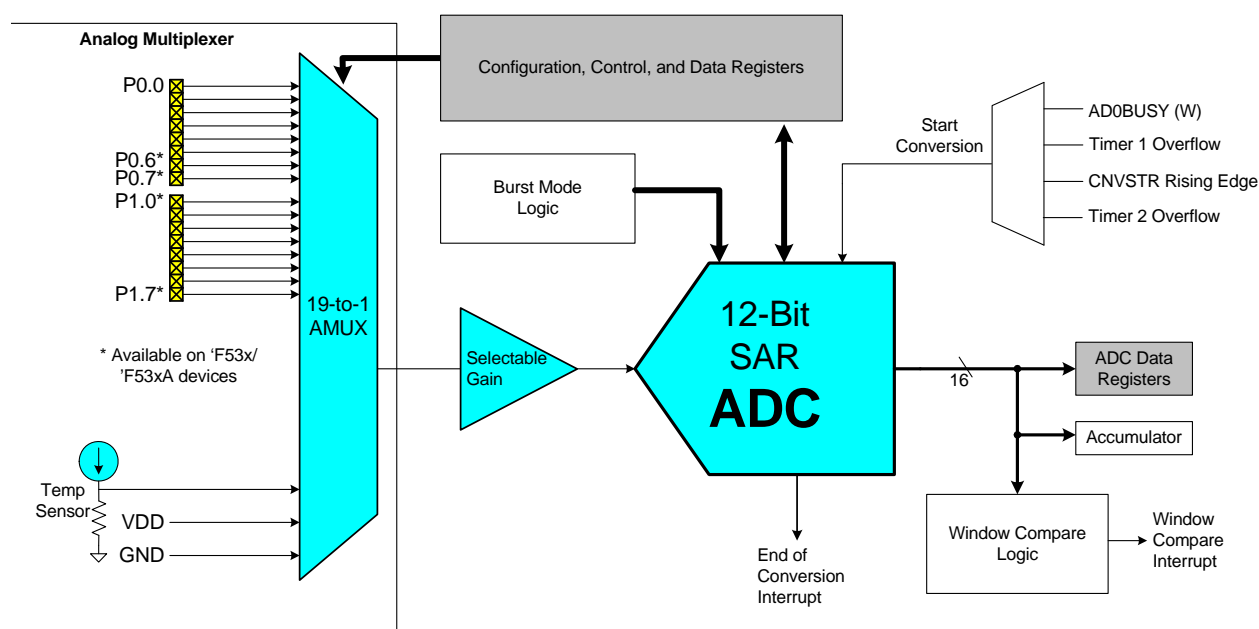 Analog Multiplexer
P0.0
P0.6*
P0.7*
P1.0*
P1.7*
19-to-1
AMUX
* Available on ‘F53x/
’F53xA devices
Temp
Sensor
VDD
GND
Configuration, Control, and Data Registers
Burst Mode
Logic
Selectable
Gain
Start
Conversion
AD0BUSY (W)
Timer 1 Overflow
CNVSTR Rising Edge
Timer 2 Overflow
12-Bit
SAR
ADC
16
ADC Data
Registers
Accumulator
Window Compare
Logic
Window
Compare
Interrupt
End of
Conversion
Interrupt